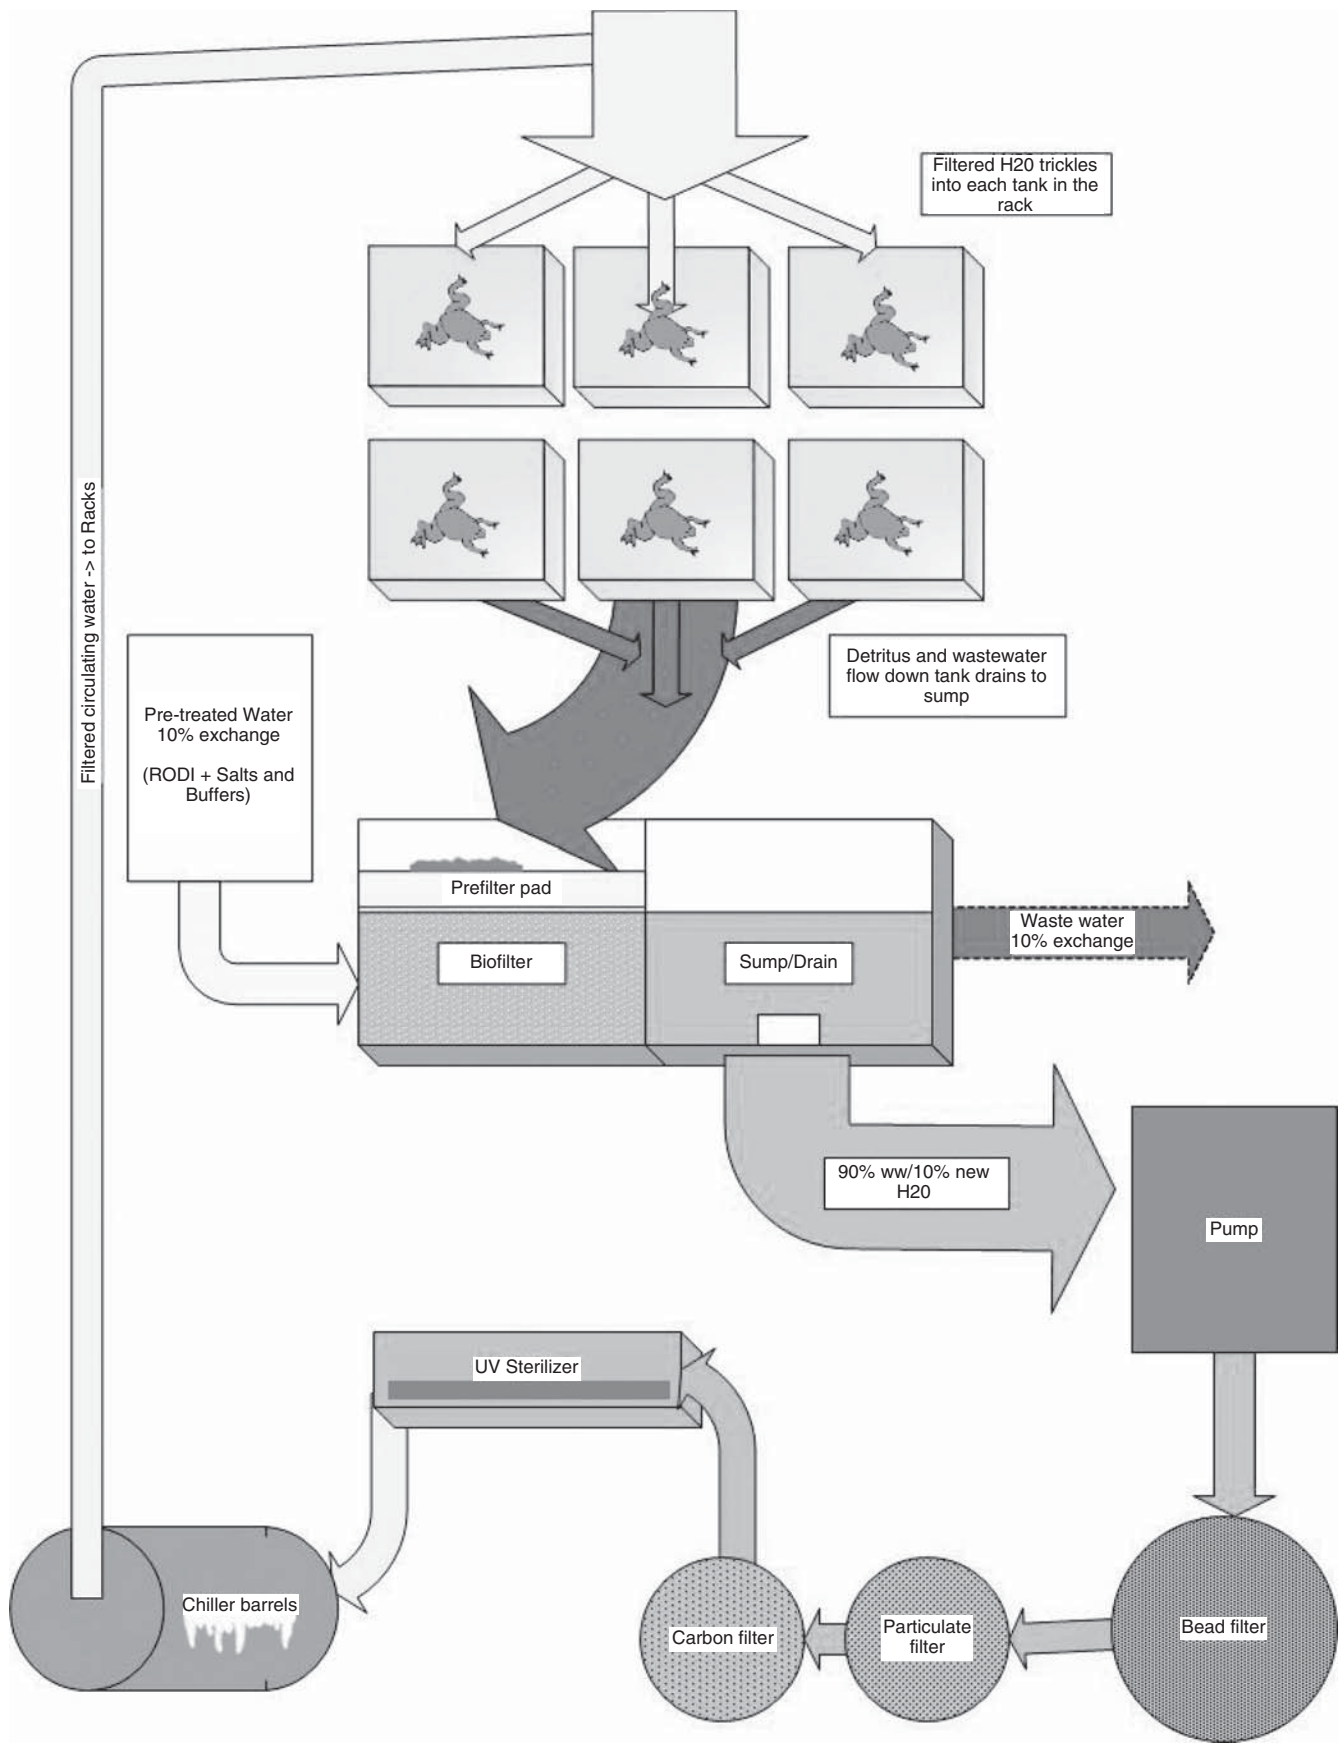 Filtered H20 trickles
into each tank in the
rack
Filtered circulating water -> to Racks
Detritus and wastewater
flow down tank drains to
sump
Pre-treated Water
10% exchange
(RODI + Salts and
Buffers)
Prefilter pad
Biofilter
Sump/Drain
Waste water
10% exchange
90% ww/10% new
H20
Pump
UV Sterilizer
Chiller barrels
Carbon filter
Particulate
filter
Bead filter